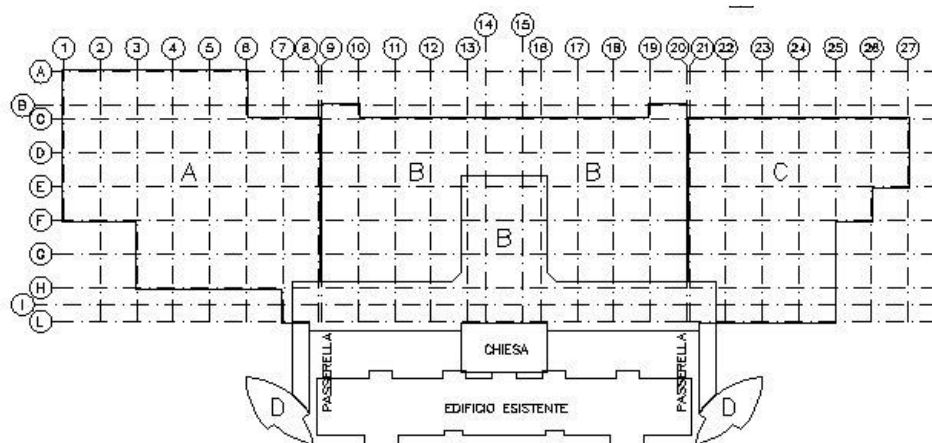 14 15
1 2 3 4 5 6 7 8 9 10 11 12 13 16 17 18 19 20 21 22 23 24 25 26 27
A
B
C
D
A B B C
E
F
G B
H
I
L
CHIESA
PASSERELLA PASSERELLA
D EDIFICIO ESISTENTE D